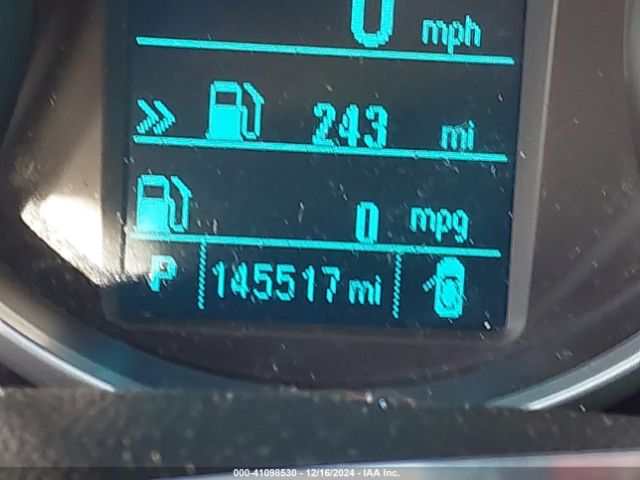 0 mph
243 mi
0 mpg
P 145517 mi
000-41098530 - 12/16/2024 - IAA Inc.